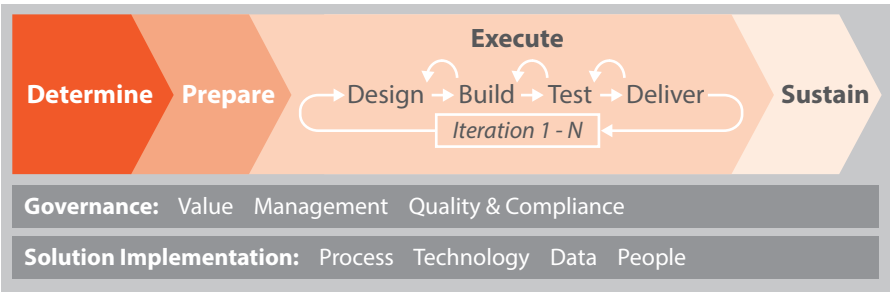 Execute
Determine Prepare Design Build Test Deliver Sustain
Iteration 1 - N
Governance: Value Management Quality & Compliance
Solution Implementation: Process Technology Data People